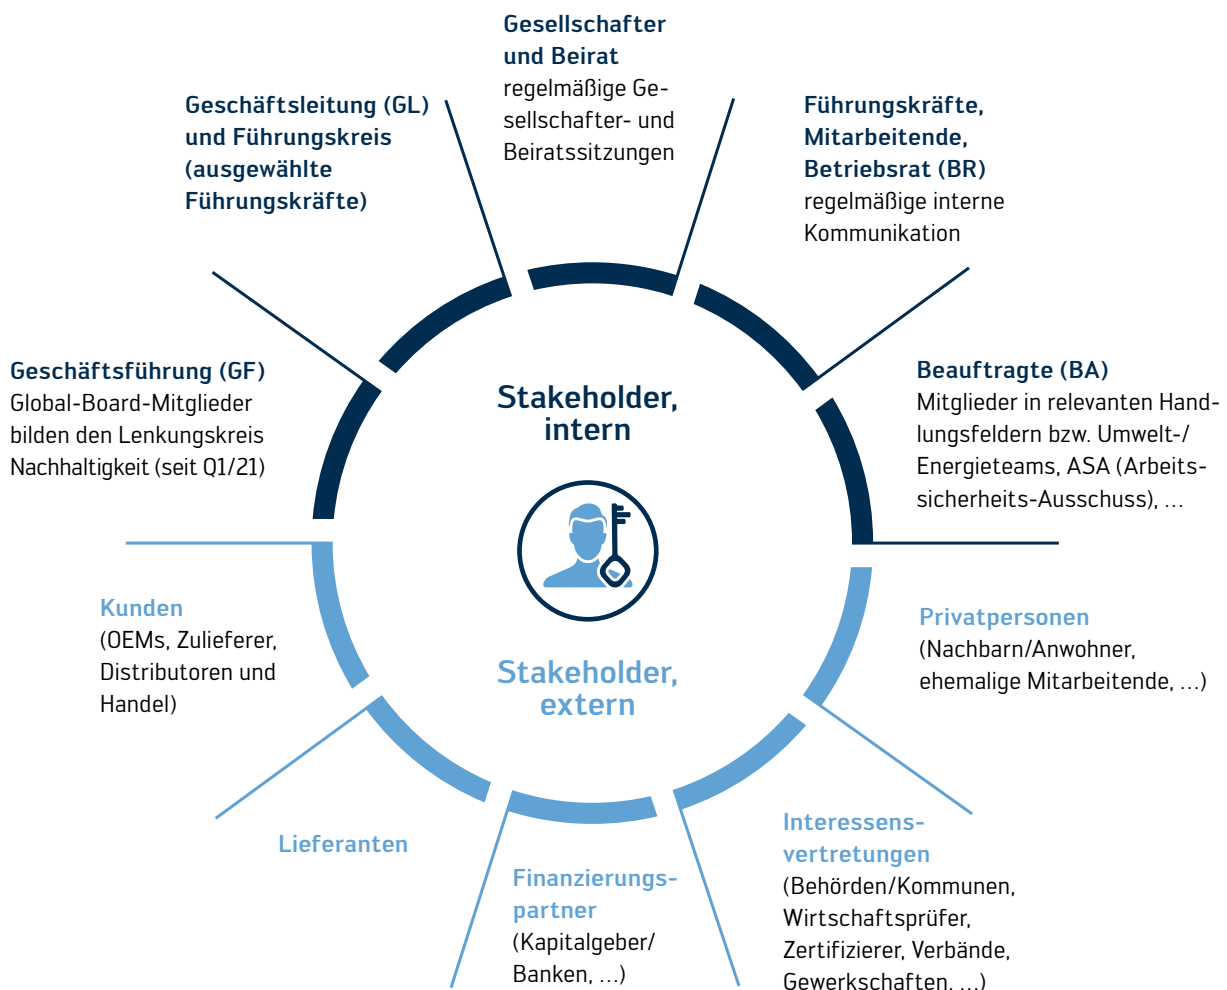 Gesellschafter
und Beirat
regelmäßige Ge-
sellschafter- und
Beiratssitzungen
Geschäftsleitung (GL)
und Führungskreis
(ausgewählte
Führungskräfte)
Führungskräfte,
Mitarbeitende,
Betriebsrat (BR)
regelmäßige interne
Kommunikation
Geschäftsführung (GF)
Global-Board-Mitglieder
bilden den Lenkungskreis
Nachhaltigkeit (seit Q1/21)
Beauftragte (BA)
Mitglieder in relevanten Hand-
lungsfeldern bzw. Umwelt-/
Energieteams, ASA (Arbeits-
sicherheits-Ausschuss), …
Stakeholder,
intern
Stakeholder,
extern
Kunden
(OEMs, Zulieferer,
Distributoren und
Handel)
Privatpersonen
(Nachbarn/Anwohner,
ehemalige Mitarbeitende, …)
Lieferanten
Finanzierungs-
partner
(Kapitalgeber/
Banken, …)
Interessens-
vertretungen
(Behörden/Kommunen,
Wirtschaftsprüfer,
Zertifizierer, Verbände,
Gewerkschaften, …)